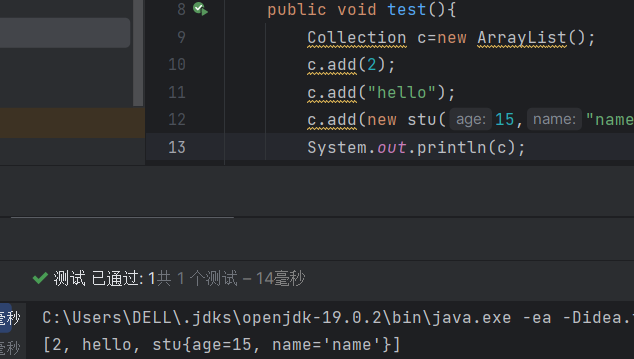 8 public void test(){
9 Collection c=new ArrayList();
10 c.add(2);
11 c.add("hello");
12 c.add(new stu( age: 15, name: "name
13 System.out.println(c);
测试 已通过: 1共 1 个测试 – 14毫秒
毫秒 C:\Users\DELL\.jdks\openjdk-19.0.2\bin\java.exe -ea -Didea.
毫秒 [2, hello, stu{age=15, name='name'}]